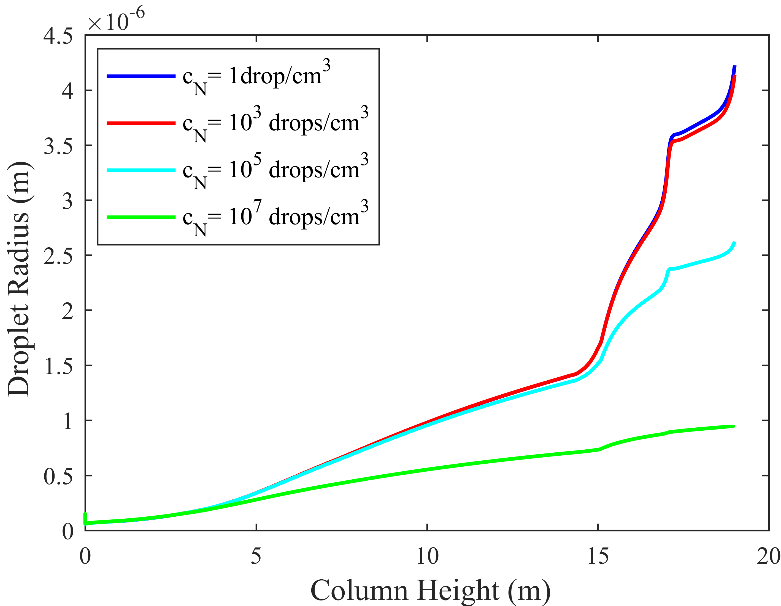 ×10⁻⁶
4.5
4
3.5
3
2.5
2
1.5
1
0.5
0
Droplet Radius (m)
c_N= 1drop/cm³
c_N= 10³ drops/cm³
c_N= 10⁵ drops/cm³
c_N= 10⁷ drops/cm³
0 5 10 15 20
Column Height (m)